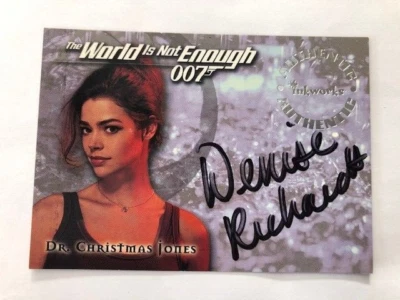 The World Is Not Enough
007
AUTHENTIC
inkworks
AUTHENTIC
Denise
Richards
Dr. Christmas Jones